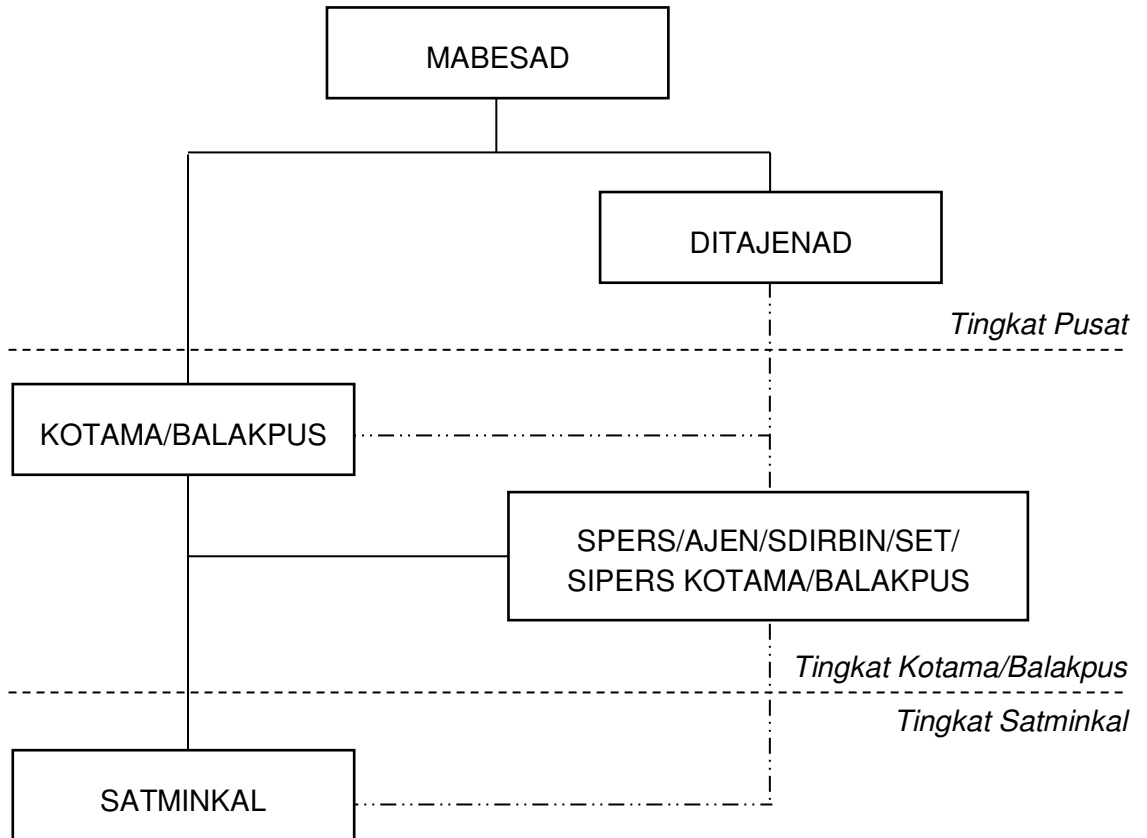 MABESAD
DITAJENAD
Tingkat Pusat
KOTAMA/BALAKPUS
SPERS/AJEN/SDIRBIN/SET/
SIPERS KOTAMA/BALAKPUS
Tingkat Kotama/Balakpus
Tingkat Satminkal
SATMINKAL